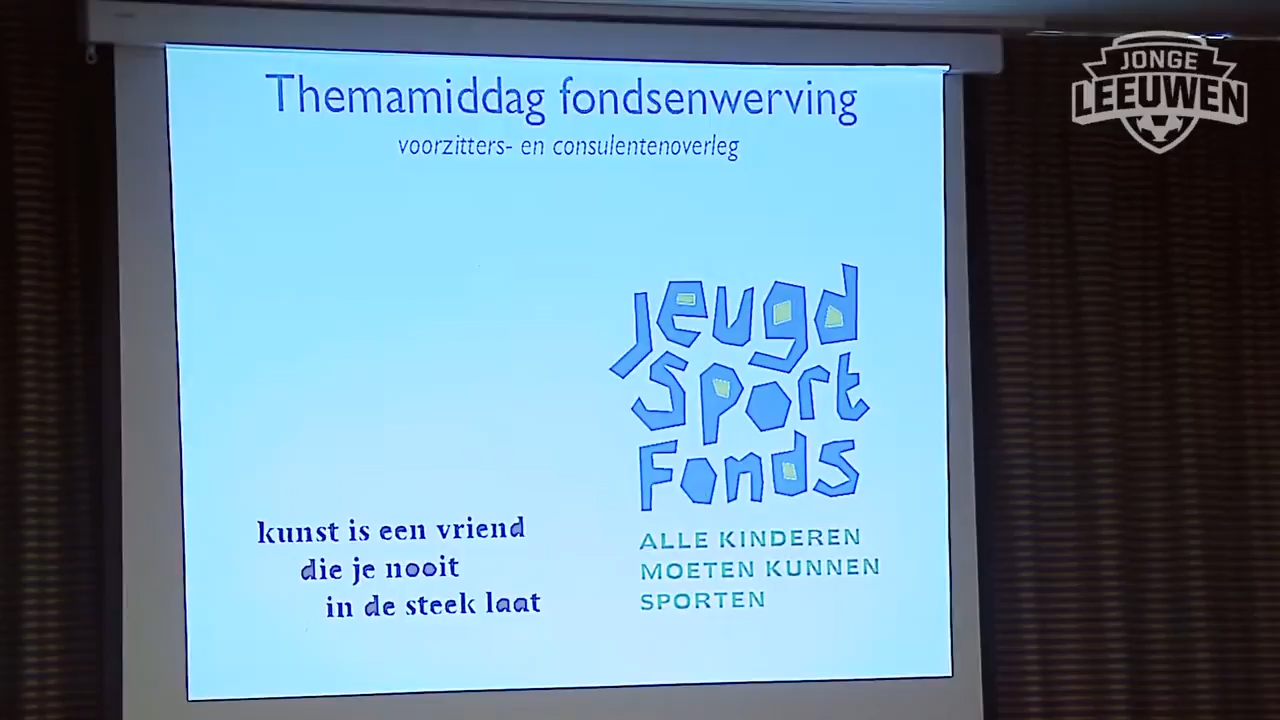 JONGE
LEEUWEN
Themamiddag fondsenwerving
voorzitters- en consulentenoverleg
jeugd
sport
fonds
kunst is een vriend
die je nooit
in de steek laat
ALLE KINDEREN
MOETEN KUNNEN
SPORTEN